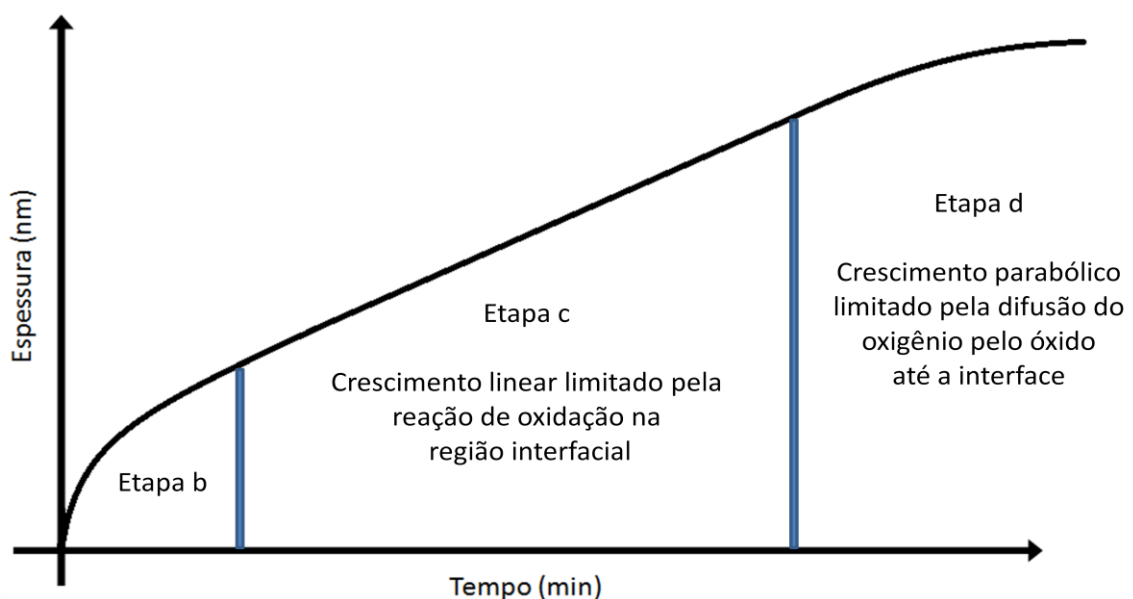 Espessura (nm)
Etapa b
Etapa c
Crescimento linear limitado pela
reação de oxidação na
região interfacial
Etapa d
Crescimento parabólico
limitado pela difusão do
oxigênio pelo óxido
até a interface
Tempo (min)